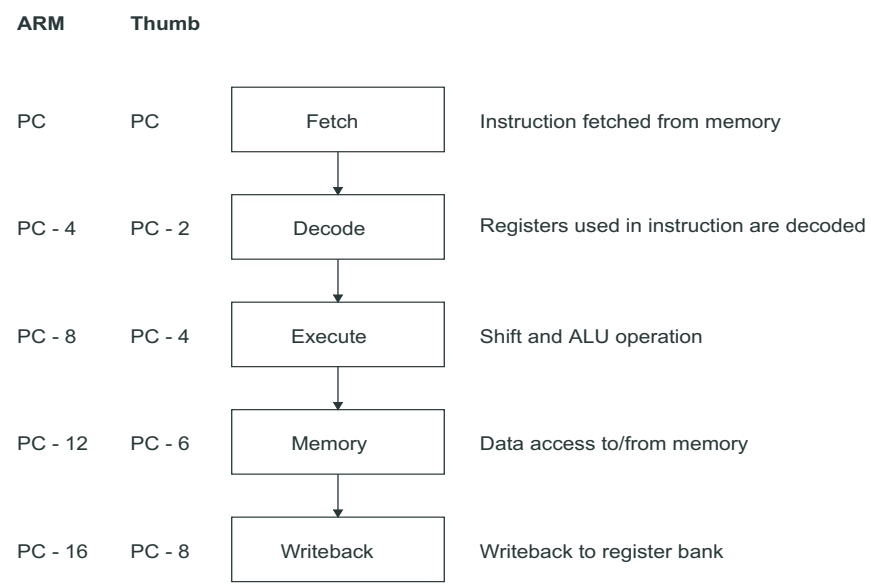 ARM Thumb
PC PC Fetch Instruction fetched from memory
PC - 4 PC - 2 Decode Registers used in instruction are decoded
PC - 8 PC - 4 Execute Shift and ALU operation
PC - 12 PC - 6 Memory Data access to/from memory
PC - 16 PC - 8 Writeback Writeback to register bank